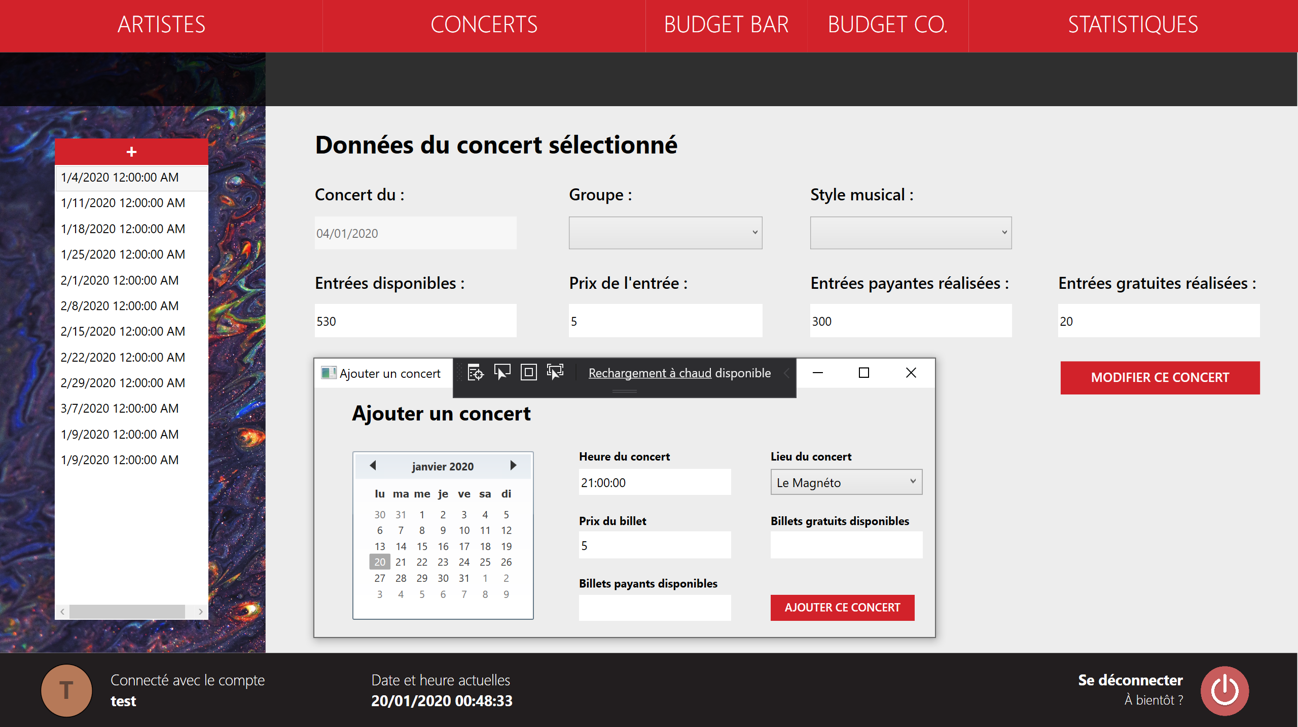 ARTISTES CONCERTS BUDGET BAR BUDGET CO. STATISTIQUES
+
1/4/2020 12:00:00 AM
1/11/2020 12:00:00 AM
1/18/2020 12:00:00 AM
1/25/2020 12:00:00 AM
2/1/2020 12:00:00 AM
2/8/2020 12:00:00 AM
2/15/2020 12:00:00 AM
2/22/2020 12:00:00 AM
2/29/2020 12:00:00 AM
3/7/2020 12:00:00 AM
1/9/2020 12:00:00 AM
1/9/2020 12:00:00 AM
Données du concert sélectionné
Concert du : Groupe : Style musical :
04/01/2020
Entrées disponibles : Prix de l'entrée : Entrées payantes réalisées : Entrées gratuites réalisées :
530 5 300 20
MODIFIER CE CONCERT
Ajouter un concert
Rechargement à chaud disponible
Ajouter un concert
janvier 2020
lu ma me je ve sa di
30 31 1 2 3 4 5
6 7 8 9 10 11 12
13 14 15 16 17 18 19
20 21 22 23 24 25 26
27 28 29 30 31 1 2
3 4 5 6 7 8 9
Heure du concert
21:00:00
Lieu du concert
Le Magnéto
Prix du billet
5
Billets gratuits disponibles
Billets payants disponibles
AJOUTER CE CONCERT
T
Connecté avec le compte
test
Date et heure actuelles
20/01/2020 00:48:33
Se déconnecter
À bientôt ?